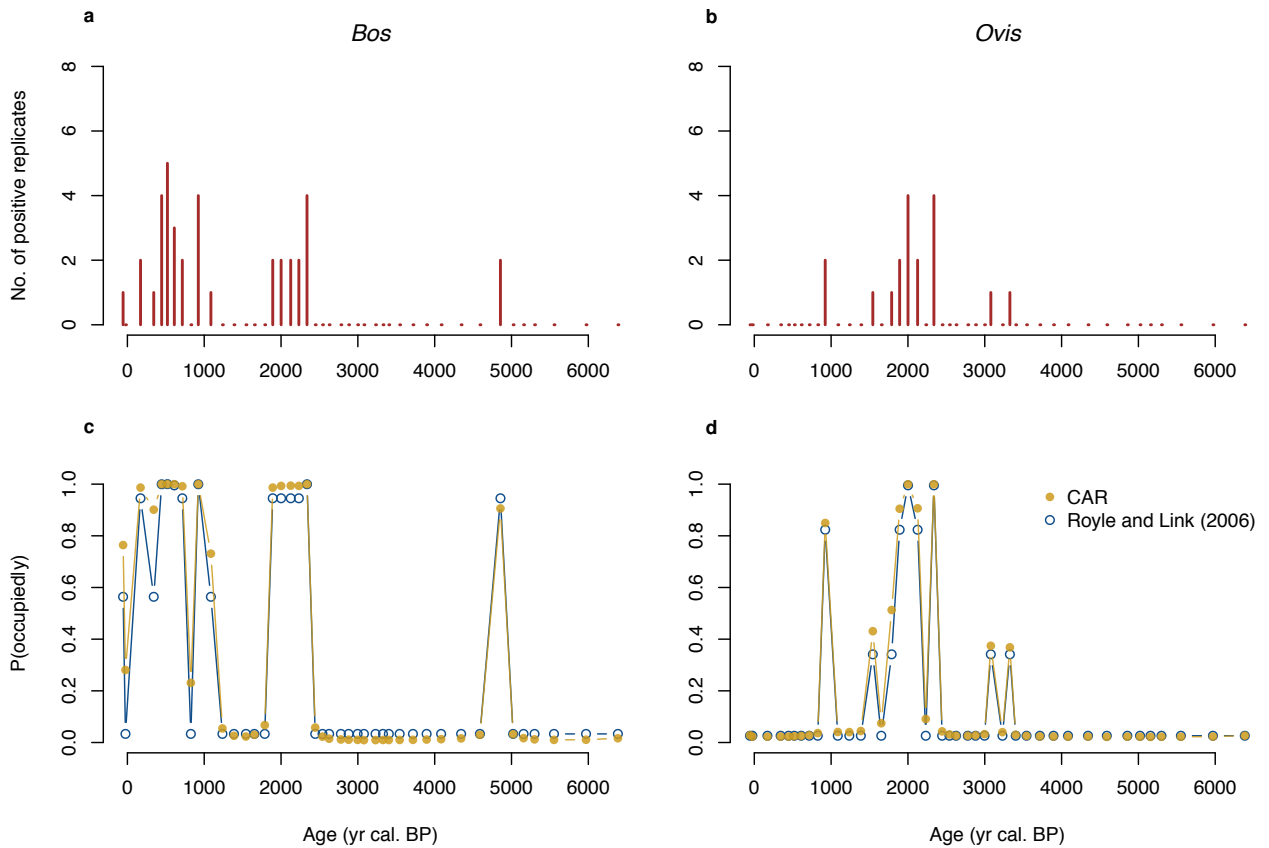 a
Bos
No. of positive replicates
0 2 4 6 8
0 1000 2000 3000 4000 5000 6000
b
Ovis
0 2 4 6 8
0 1000 2000 3000 4000 5000 6000
c
P(occupiedly)
0.0 0.2 0.4 0.6 0.8 1.0
0 1000 2000 3000 4000 5000 6000
Age (yr cal. BP)
d
0.0 0.2 0.4 0.6 0.8 1.0
CAR
Royle and Link (2006)
0 1000 2000 3000 4000 5000 6000
Age (yr cal. BP)